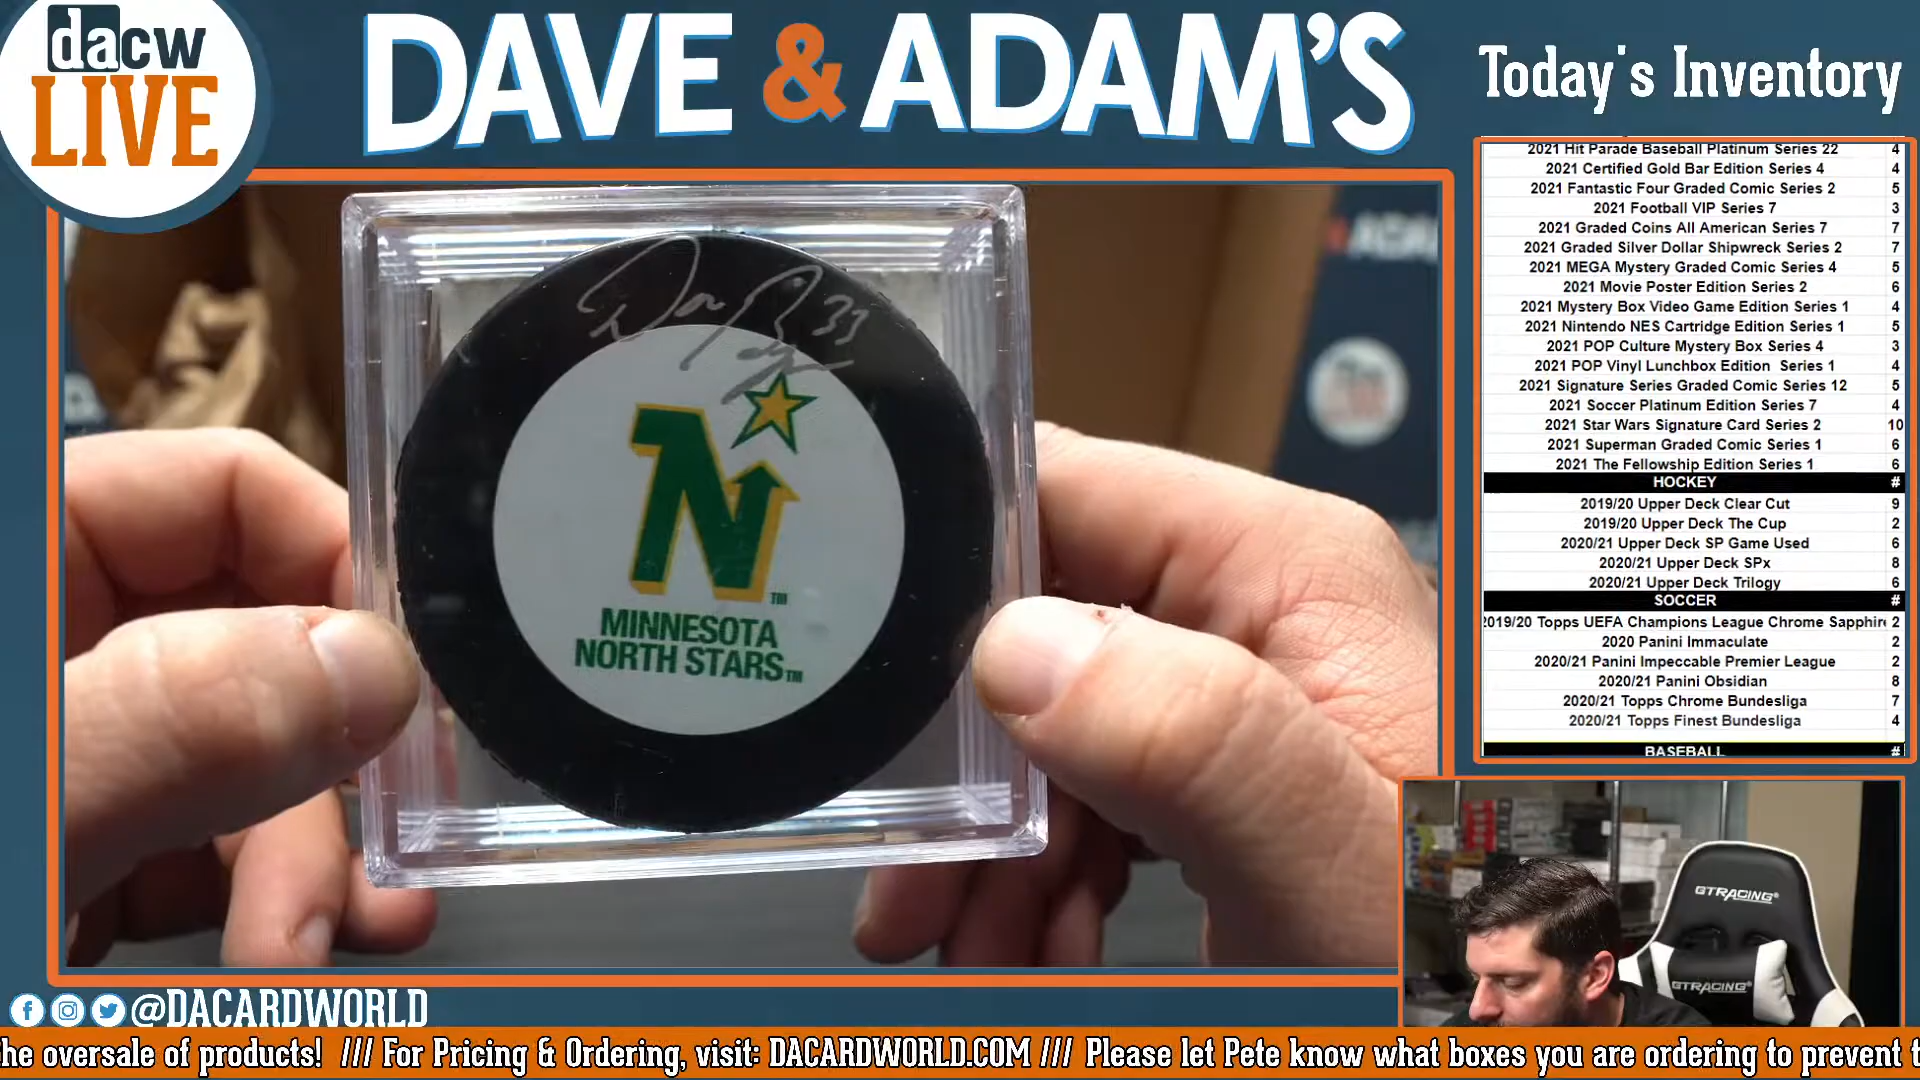 dacw
LIVE
DAVE & ADAM'S
Today's Inventory
2021 Hit Parade Baseball Platinum Series 22 4
2021 Certified Gold Bar Edition Series 4 4
2021 Fantastic Four Graded Comic Series 2 5
2021 Football VIP Series 7 3
2021 Graded Coins All American Series 7 7
2021 Graded Silver Dollar Shipwreck Series 2 7
2021 MEGA Mystery Graded Comic Series 4 5
2021 Movie Poster Edition Series 2 6
2021 Mystery Box Video Game Edition Series 1 4
2021 Nintendo NES Cartridge Edition Series 1 5
2021 POP Culture Mystery Box Series 4 3
2021 POP Vinyl Lunchbox Edition Series 1 4
2021 Signature Series Graded Comic Series 12 5
2021 Soccer Platinum Edition Series 7 4
2021 Star Wars Signature Card Series 2 10
2021 Superman Graded Comic Series 1 6
2021 The Fellowship Edition Series 1 6
HOCKEY #
2019/20 Upper Deck Clear Cut 9
2019/20 Upper Deck The Cup 2
2020/21 Upper Deck SP Game Used 6
2020/21 Upper Deck SPx 8
2020/21 Upper Deck Trilogy 6
SOCCER #
2019/20 Topps UEFA Champions League Chrome Sapphire 2
2020 Panini Immaculate 2
2020/21 Panini Impeccable Premier League 2
2020/21 Panini Obsidian 8
2020/21 Topps Chrome Bundesliga 7
2020/21 Topps Finest Bundesliga 4
BASEBALL #
33
N TM
MINNESOTA
NORTH STARS TM
GTRACING®
GTRACING®
@DACARDWORLD
he oversale of products! /// For Pricing & Ordering, visit: DACARDWORLD.COM /// Please let Pete know what boxes you are ordering to prevent t